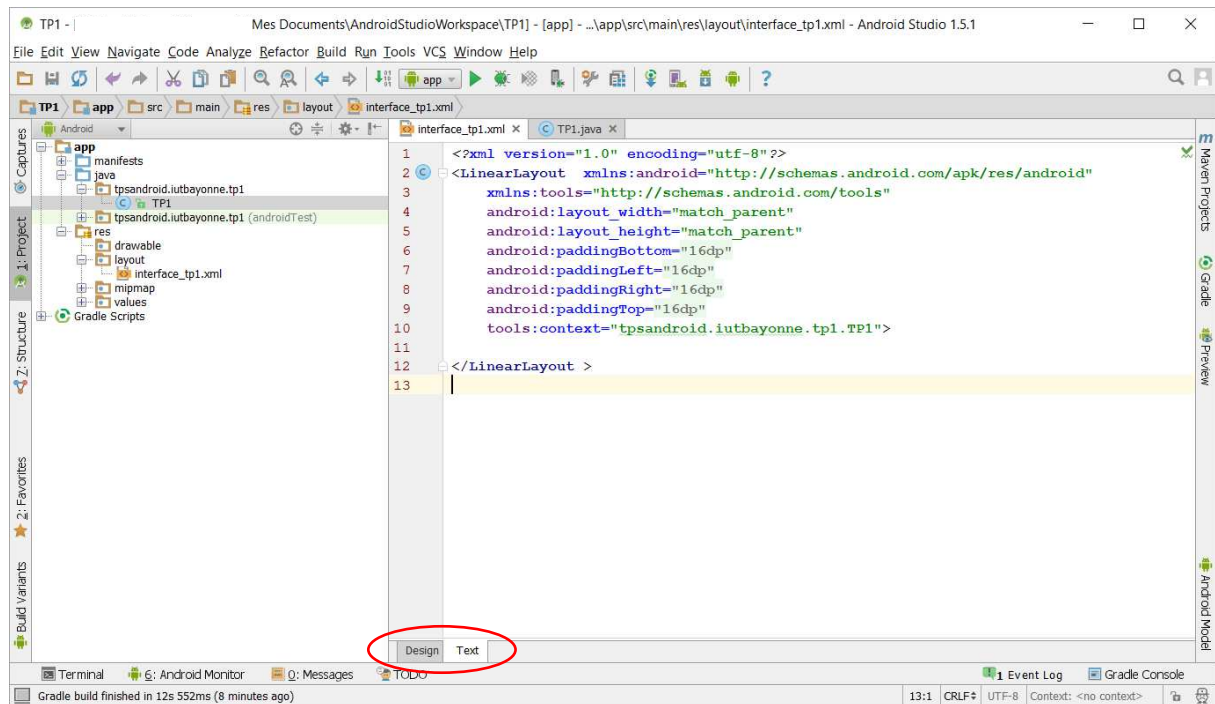 TP1 - [ Mes Documents\AndroidStudioWorkspace\TP1] - [app] - ...\app\src\main\res\layout\interface_tp1.xml - Android Studio 1.5.1
File Edit View Navigate Code Analyze Refactor Build Run Tools VCS Window Help
app
TP1 app src main res layout interface_tp1.xml
Android
interface_tp1.xml TP1.java
Captures
1: Project
Z: Structure
2: Favorites
Build Variants
app
manifests
java
tpsandroid.iutbayonne.tp1
TP1
tpsandroid.iutbayonne.tp1 (androidTest)
res
drawable
layout
interface_tp1.xml
mipmap
values
Gradle Scripts
1 <?xml version="1.0" encoding="utf-8"?>
2 <LinearLayout xmlns:android="http://schemas.android.com/apk/res/android"
3 xmlns:tools="http://schemas.android.com/tools"
4 android:layout_width="match_parent"
5 android:layout_height="match_parent"
6 android:paddingBottom="16dp"
7 android:paddingLeft="16dp"
8 android:paddingRight="16dp"
9 android:paddingTop="16dp"
10 tools:context="tpsandroid.iutbayonne.tp1.TP1">
11
12 </LinearLayout >
13
Maven Projects
Gradle
Preview
Android Model
Design Text
Terminal 6: Android Monitor 0: Messages TODO 1 Event Log Gradle Console
Gradle build finished in 12s 552ms (8 minutes ago) 13:1 CRLF UTF-8 Context: <no context>